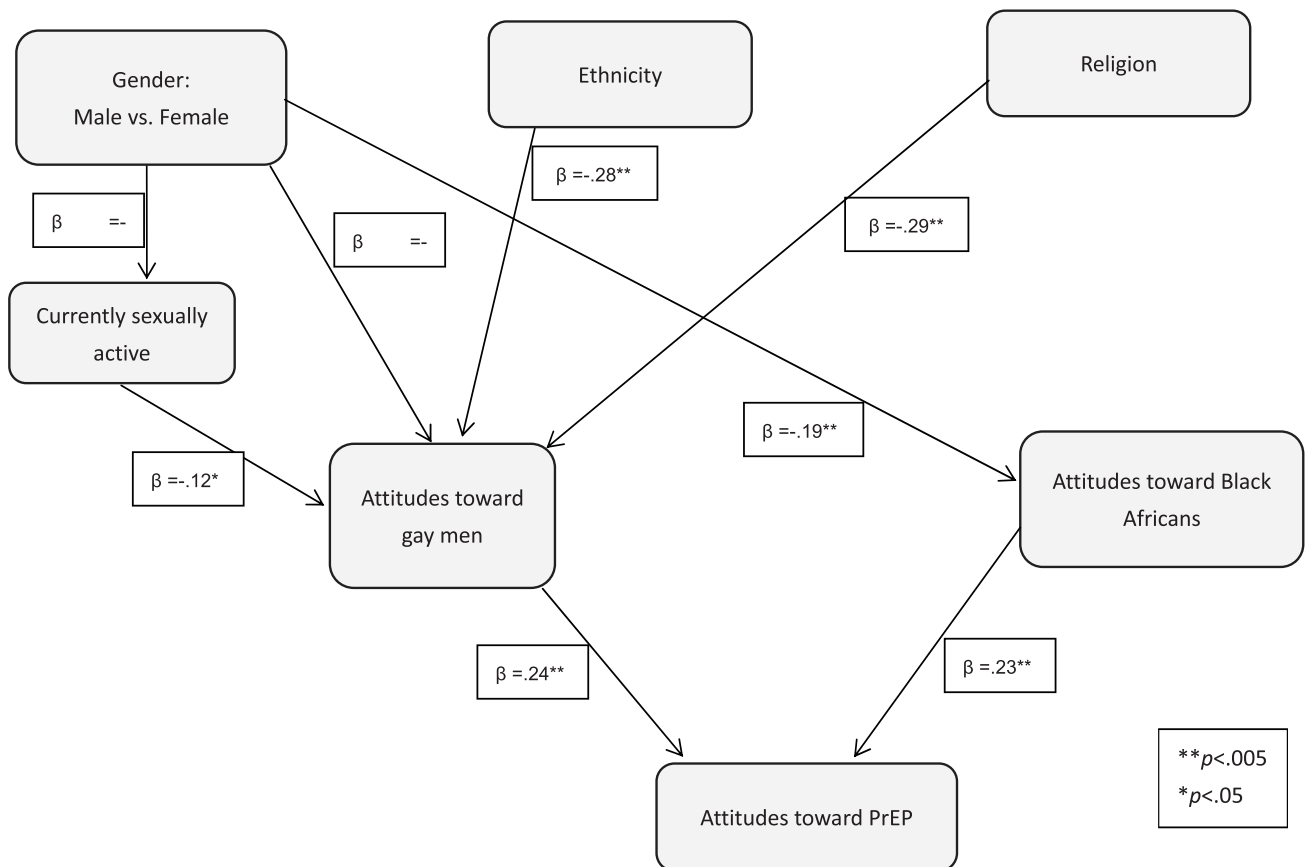 Gender:
Male vs. Female
Ethnicity
Religion
β =-.28**
β =-
β =-
β =-.29**
Currently sexually
active
β =-.19**
β =-.12*
Attitudes toward
gay men
Attitudes toward Black
Africans
β =.24**
β =.23**
**p<.005
*p<.05
Attitudes toward PrEP